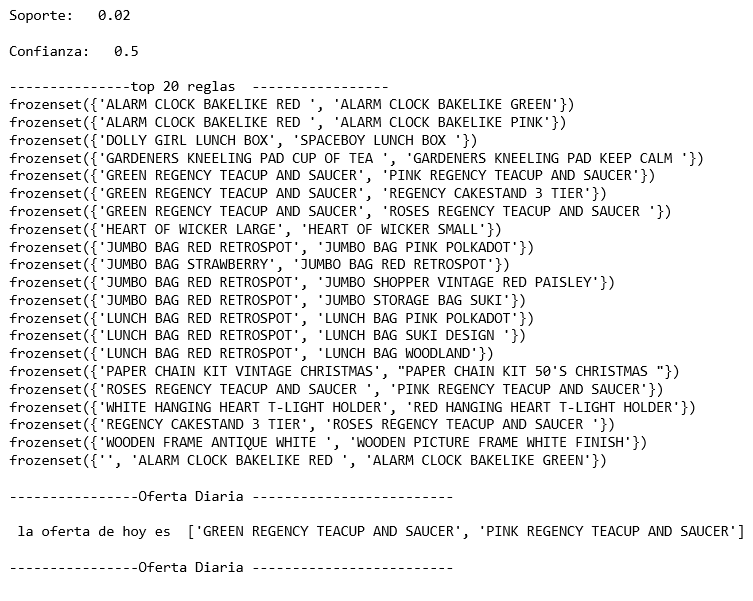 Soporte:   0.02
Confianza:   0.5
---------------top 20 reglas  -----------------
frozenset({'ALARM CLOCK BAKELIKE RED ', 'ALARM CLOCK BAKELIKE GREEN'})
frozenset({'ALARM CLOCK BAKELIKE RED ', 'ALARM CLOCK BAKELIKE PINK'})
frozenset({'DOLLY GIRL LUNCH BOX', 'SPACEBOY LUNCH BOX '})
frozenset({'GARDENERS KNEELING PAD CUP OF TEA ', 'GARDENERS KNEELING PAD KEEP CALM '})
frozenset({'GREEN REGENCY TEACUP AND SAUCER', 'PINK REGENCY TEACUP AND SAUCER'})
frozenset({'GREEN REGENCY TEACUP AND SAUCER', 'REGENCY CAKESTAND 3 TIER'})
frozenset({'GREEN REGENCY TEACUP AND SAUCER', 'ROSES REGENCY TEACUP AND SAUCER '})
frozenset({'HEART OF WICKER LARGE', 'HEART OF WICKER SMALL'})
frozenset({'JUMBO BAG RED RETROSPOT', 'JUMBO BAG PINK POLKADOT'})
frozenset({'JUMBO BAG STRAWBERRY', 'JUMBO BAG RED RETROSPOT'})
frozenset({'JUMBO BAG RED RETROSPOT', 'JUMBO SHOPPER VINTAGE RED PAISLEY'})
frozenset({'JUMBO BAG RED RETROSPOT', 'JUMBO STORAGE BAG SUKI'})
frozenset({'LUNCH BAG RED RETROSPOT', 'LUNCH BAG PINK POLKADOT'})
frozenset({'LUNCH BAG RED RETROSPOT', 'LUNCH BAG SUKI DESIGN '})
frozenset({'LUNCH BAG RED RETROSPOT', 'LUNCH BAG WOODLAND'})
frozenset({'PAPER CHAIN KIT VINTAGE CHRISTMAS', "PAPER CHAIN KIT 50'S CHRISTMAS "})
frozenset({'ROSES REGENCY TEACUP AND SAUCER ', 'PINK REGENCY TEACUP AND SAUCER'})
frozenset({'WHITE HANGING HEART T-LIGHT HOLDER', 'RED HANGING HEART T-LIGHT HOLDER'})
frozenset({'REGENCY CAKESTAND 3 TIER', 'ROSES REGENCY TEACUP AND SAUCER '})
frozenset({'WOODEN FRAME ANTIQUE WHITE ', 'WOODEN PICTURE FRAME WHITE FINISH'})
frozenset({'', 'ALARM CLOCK BAKELIKE RED ', 'ALARM CLOCK BAKELIKE GREEN'})
----------------Oferta Diaria -------------------------
la oferta de hoy es  ['GREEN REGENCY TEACUP AND SAUCER', 'PINK REGENCY TEACUP AND SAUCER']
----------------Oferta Diaria -------------------------